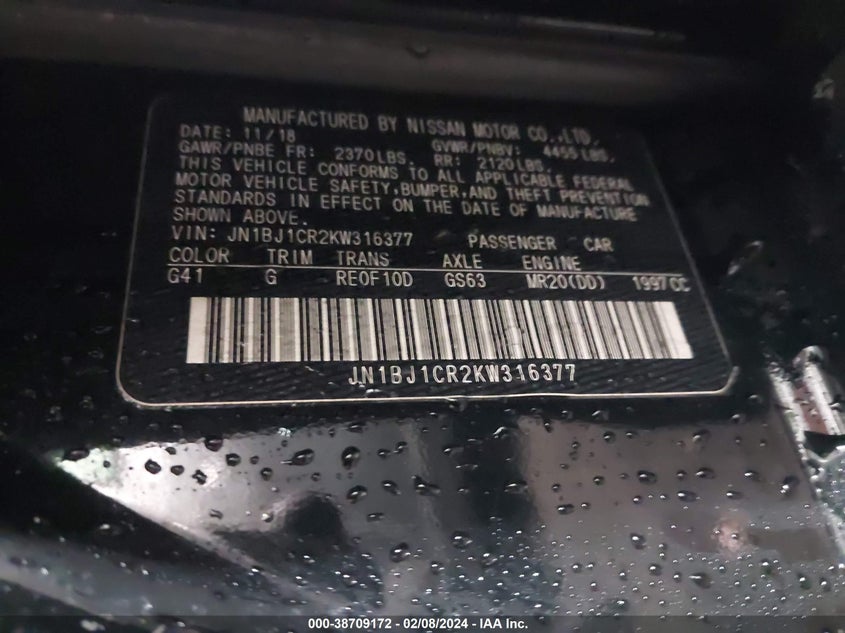 MANUFACTURED BY NISSAN MOTOR CO.,LTD.
DATE: 11/18 GVWR/PNBV: 4455 LBS.
GAWR/PNBE FR: 2370LBS. RR: 2120LBS.
THIS VEHICLE CONFORMS TO ALL APPLICABLE FEDERAL
MOTOR VEHICLE SAFETY,BUMPER,AND THEFT PREVENTION
STANDARDS IN EFFECT ON THE DATE OF MANUFACTURE
SHOWN ABOVE.
VIN: JN1BJ1CR2KW316377 PASSENGER CAR
COLOR TRIM TRANS AXLE ENGINE
G41 G RE0F10D GS63 MR20(DD) 1997CC
JN1BJ1CR2KW316377
000-38709172 - 02/08/2024 - IAA Inc.